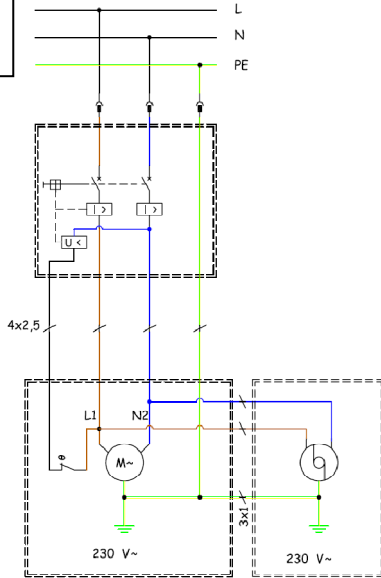 L
N
PE
I > I >
U <
4x2,5
L1 N2
θ
M~
3x1
230 V~ 230 V~